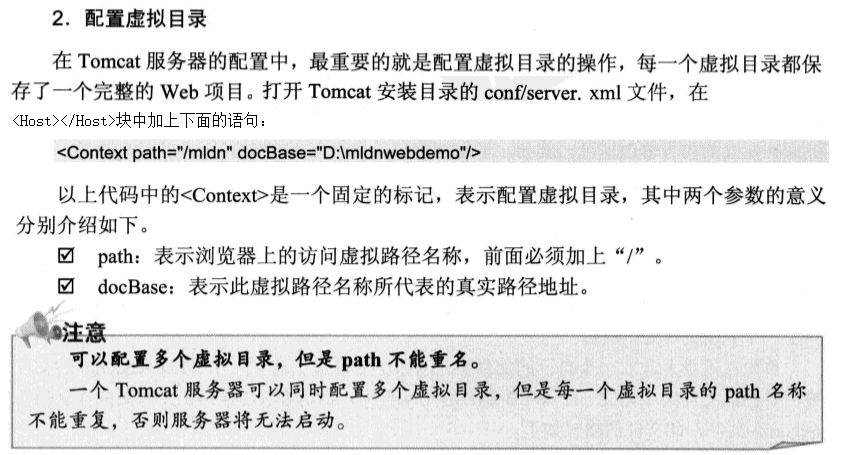 2．配置虚拟目录
在 Tomcat 服务器的配置中，最重要的就是配置虚拟目录的操作，每一个虚拟目录都保
存了一个完整的 Web 项目。打开 Tomcat 安装目录的 conf/server. xml 文件，在
<Host></Host>块中加上下面的语句：
<Context path="/mldn" docBase="D:\mldnwebdemo"/>
以上代码中的<Context>是一个固定的标记，表示配置虚拟目录，其中两个参数的意义
分别介绍如下。
☑ path：表示浏览器上的访问虚拟路径名称，前面必须加上“/”。
☑ docBase：表示此虚拟路径名称所代表的真实路径地址。
注意
可以配置多个虚拟目录，但是 path 不能重名。
一个 Tomcat 服务器可以同时配置多个虚拟目录，但是每一个虚拟目录的 path 名称
不能重复，否则服务器将无法启动。